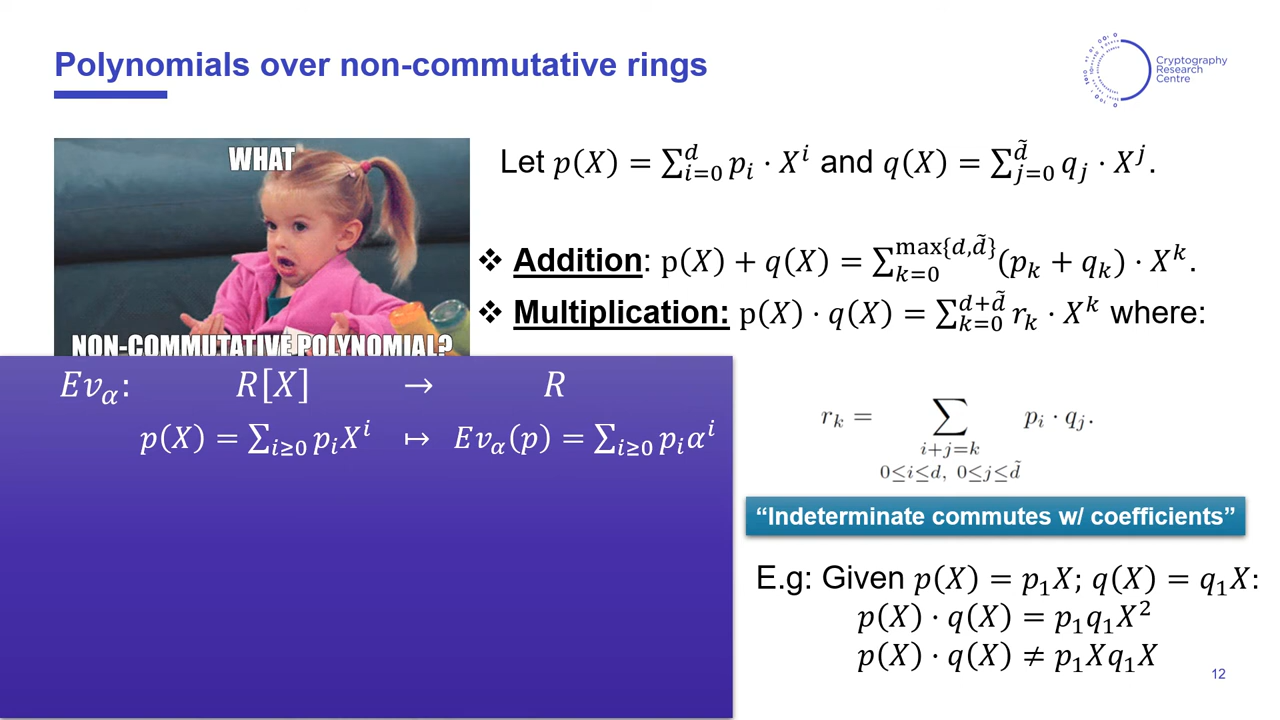 Polynomials over non-commutative rings
Cryptography
Research
Centre
WHAT
NON-COMMUTATIVE POLYNOMIAL?
Let p(X) = ∑_{i=0}^{d} p_i · X^i and q(X) = ∑_{j=0}^{d̃} q_j · X^j.
❖ Addition: p(X) + q(X) = ∑_{k=0}^{max{d,d̃}} (p_k + q_k) · X^k.
❖ Multiplication: p(X) · q(X) = ∑_{k=0}^{d+d̃} r_k · X^k where:
r_k = ∑_{i+j=k, 0≤i≤d, 0≤j≤d̃} p_i · q_j.
Ev_α: R[X] → R
p(X) = ∑_{i≥0} p_i X^i ↦ Ev_α(p) = ∑_{i≥0} p_i α^i
“Indeterminate commutes w/ coefficients”
E.g: Given p(X) = p_1X; q(X) = q_1X:
p(X) · q(X) = p_1q_1X^2
p(X) · q(X) ≠ p_1Xq_1X
12